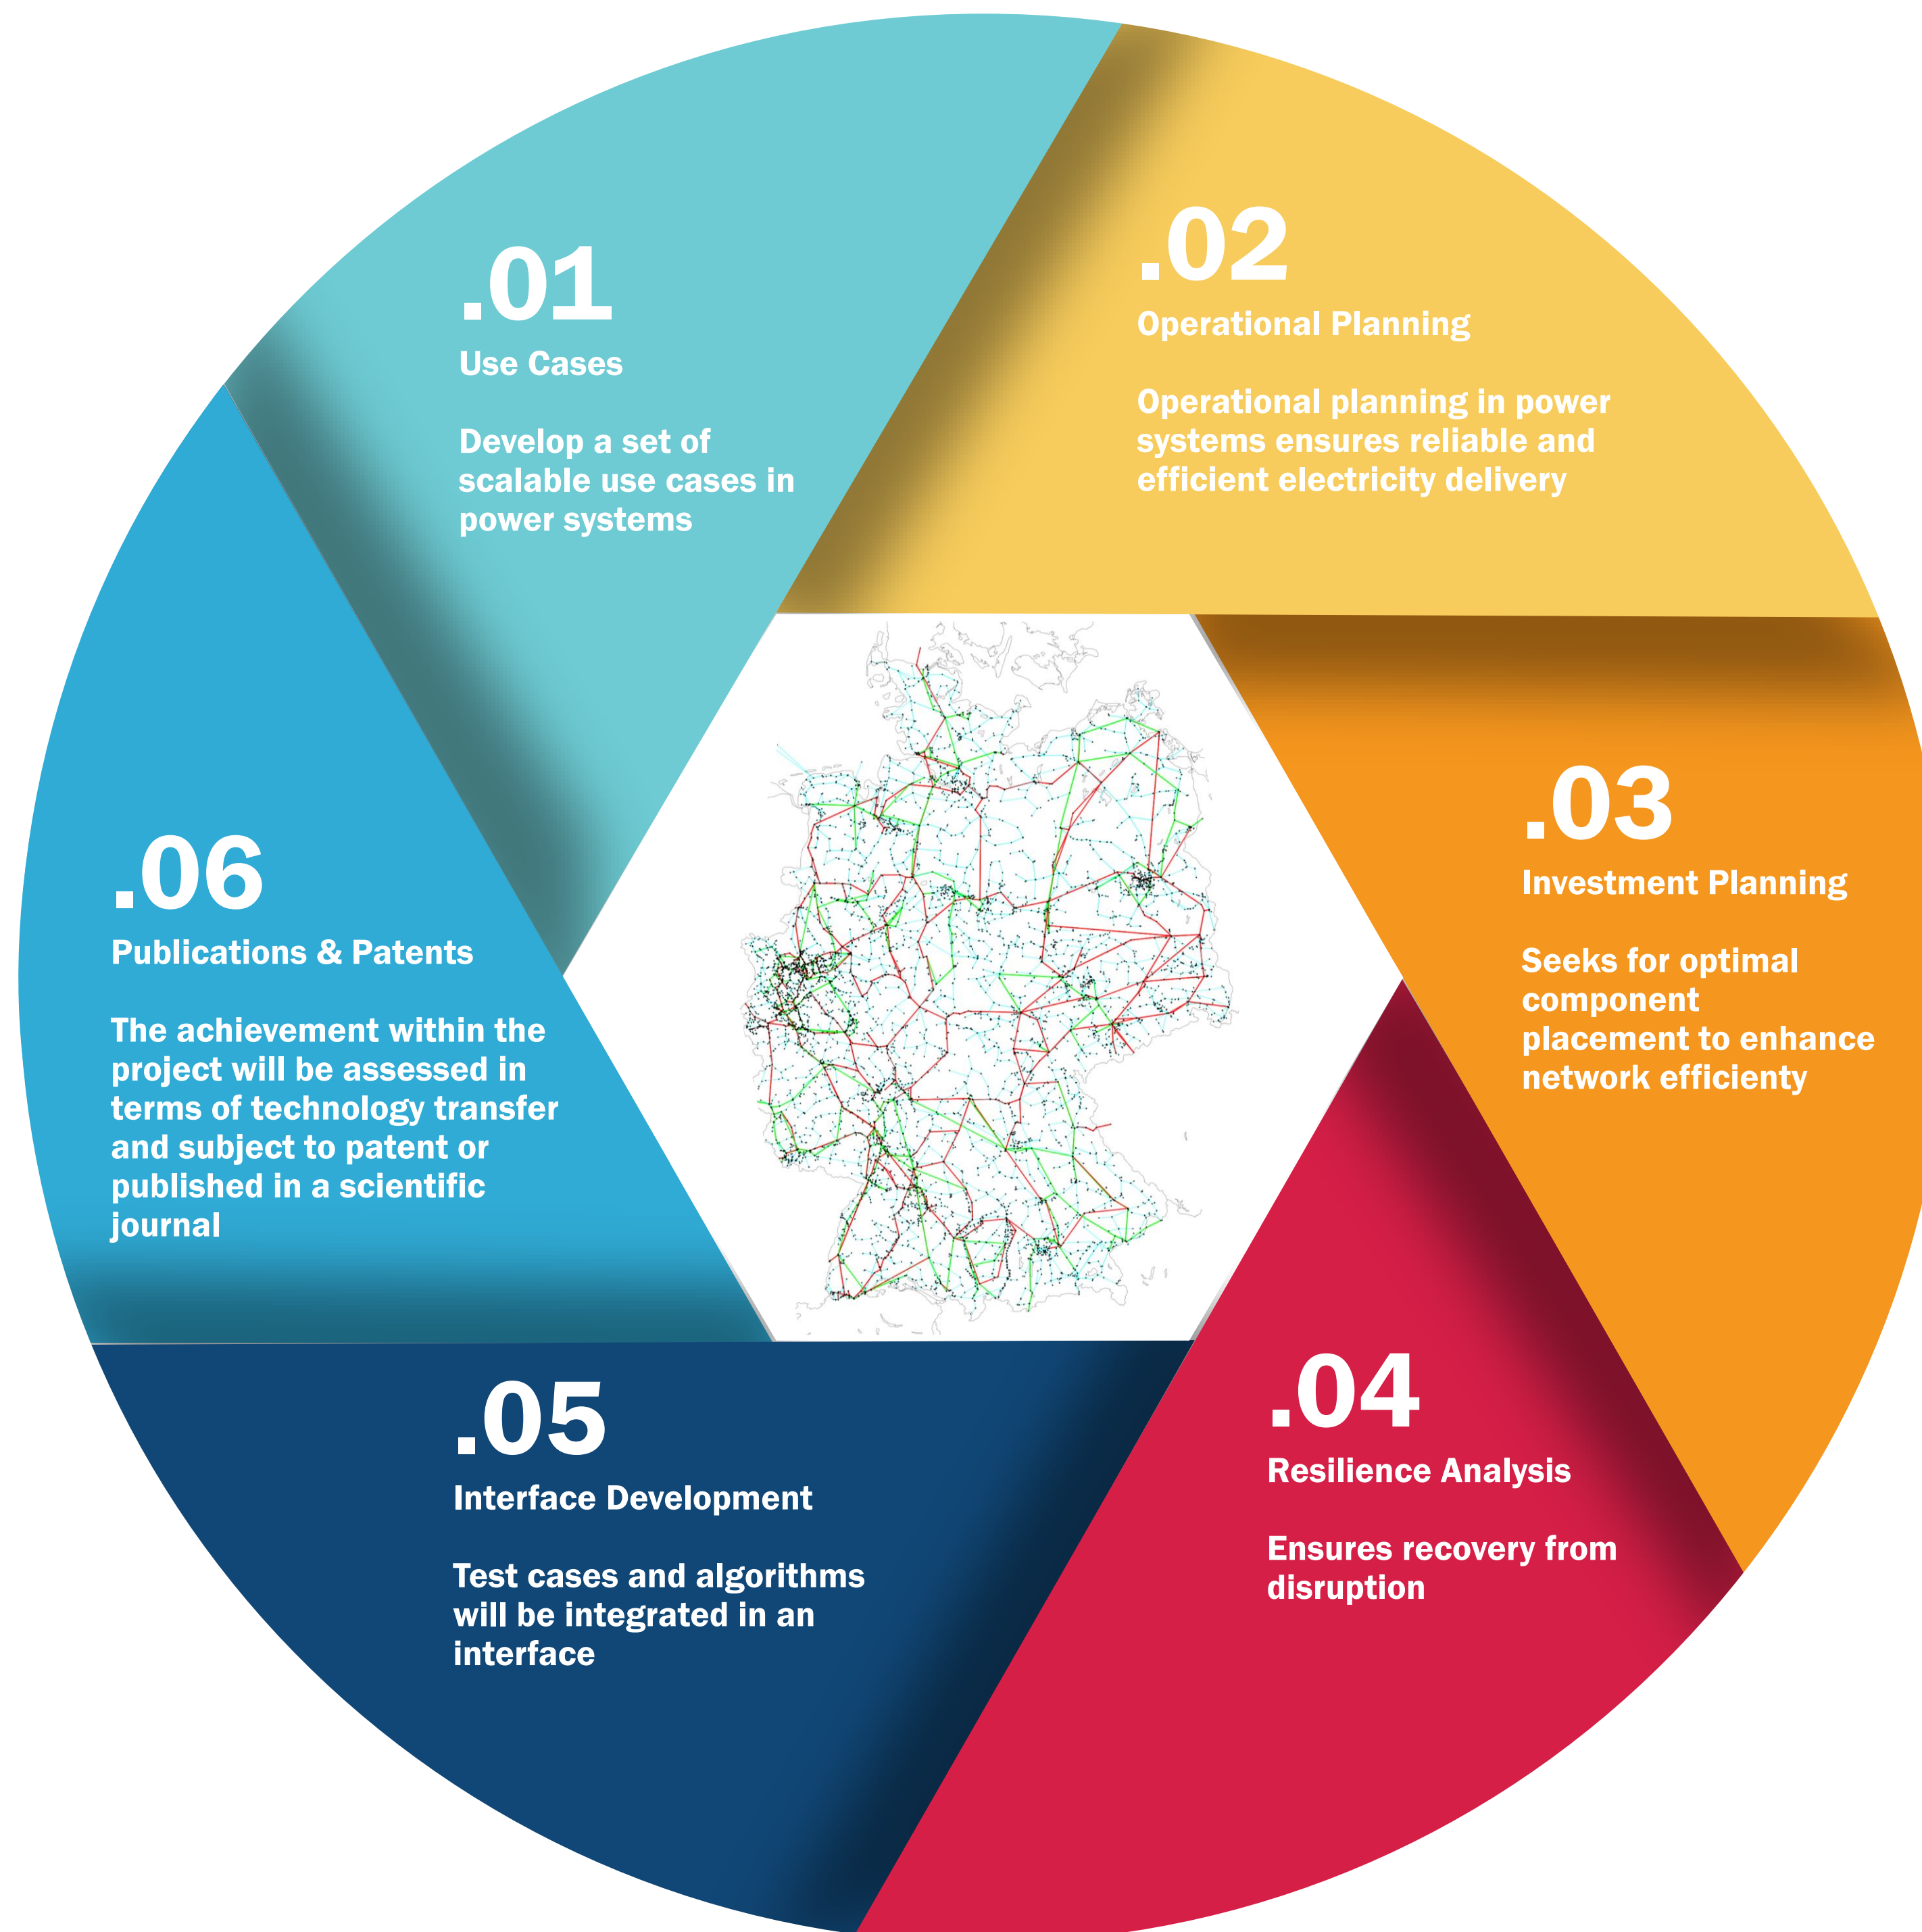 .01
Use Cases
Develop a set of
scalable use cases in
power systems
.02
Operational Planning
Operational planning in power
systems ensures reliable and
efficient electricity delivery
.03
Investment Planning
Seeks for optimal
component
placement to enhance
network efficienty
.04
Resilience Analysis
Ensures recovery from
disruption
.05
Interface Development
Test cases and algorithms
will be integrated in an
interface
.06
Publications & Patents
The achievement within the
project will be assessed in
terms of technology transfer
and subject to patent or
published in a scientific
journal